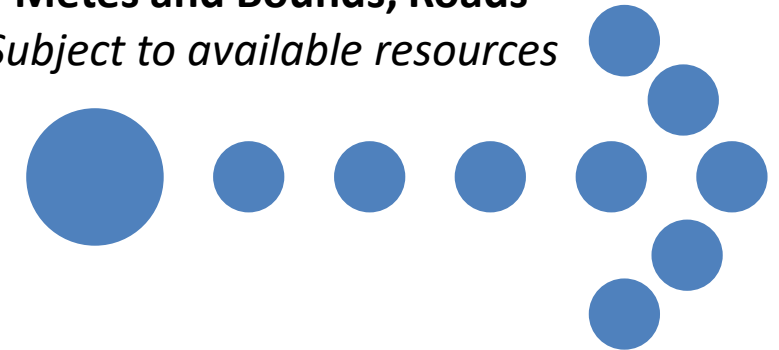 Metes and Bounds, Roads
Subject to available resources